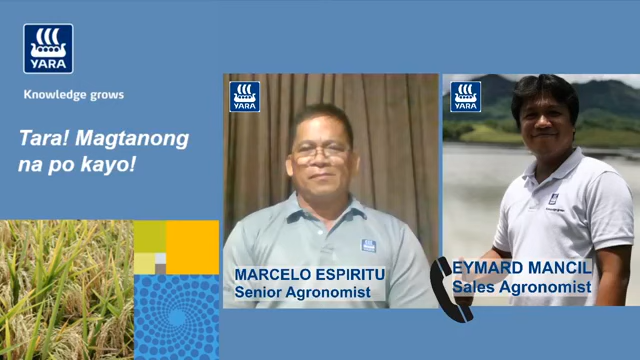 YARA
Knowledge grows
Tara! Magtanong
na po kayo!
YARA
MARCELO ESPIRITU
Senior Agronomist
YARA
EYMARD MANCIL
Sales Agronomist